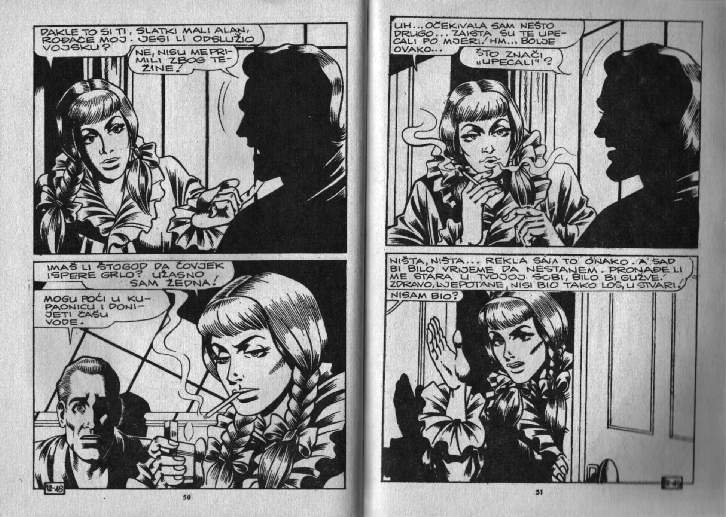 DAKLE TO SI TI, SLATKI MALI ALAN,
ROĐAČE MOJ. JESI LI ODSLUŽIO
VOJSKU?
NE, NISU ME PRI-
MILI ZBOG TE-
ŽINE!
IMAŠ LI ŠTOGOD DA ČOVJEK
ISPERE GRLO? UŽASNO
SAM ŽEDNA!
MOGU POĆI U KU-
PAONICU I DONI-
JETI ČAŠU
VODE.
50
UH... OČEKIVALA SAM NEŠTO
DRUGO... ZAISTA SU TE UPE-
CALI PO MJERI! HM... BOLJE
OVAKO...
ŠTO ZNAČI
„UPECALI"?
NIŠTA, NIŠTA... REKLA SAM TO ONAKO. A SAD
BI BILO VRIJEME DA NESTANEM. PRONAĐE LI
ME STARA U TVOJOJ SOBI, BILO BI GUŽVE!
ZDRAVO, LJEPOTANE, NISI BIO TAKO LOŠ, U STVARI!
NISAM BIO?
51